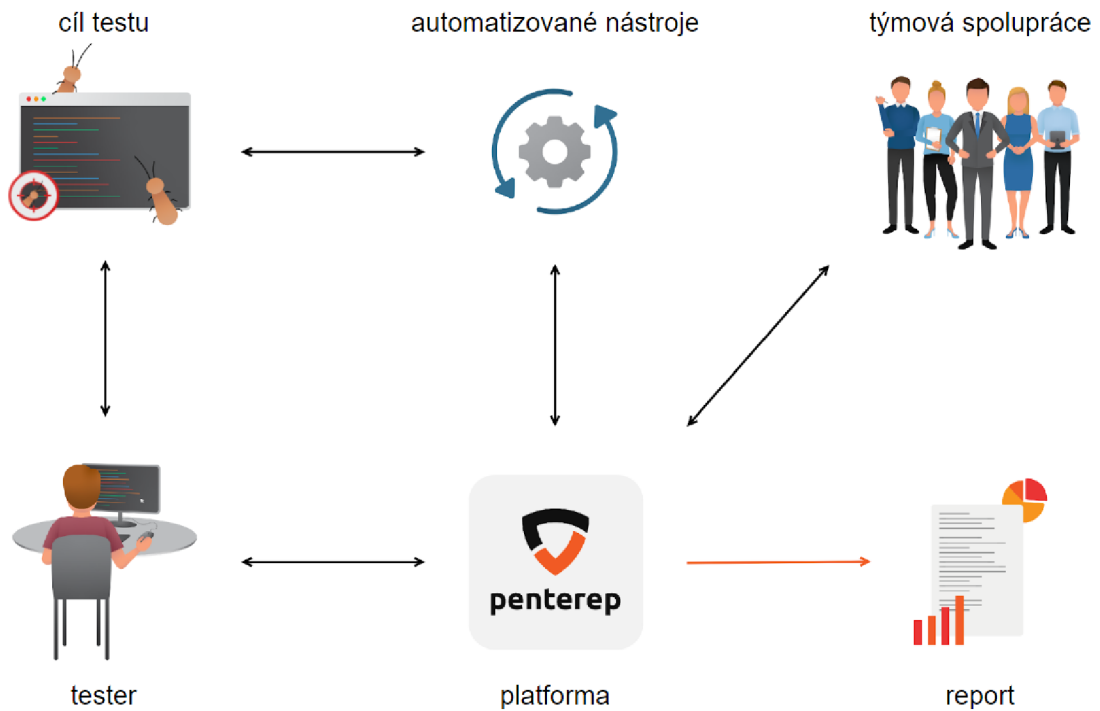 cíl testu
automatizované nástroje
týmová spolupráce
penterep
tester
platforma
report